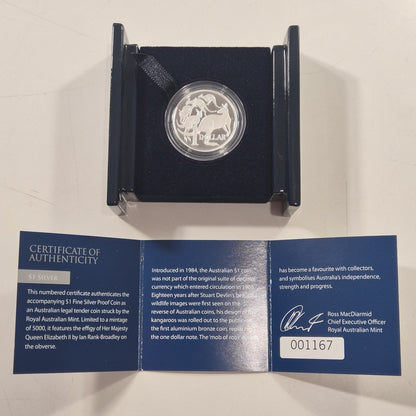 1 DOLLAR
CERTIFICATE OF
AUTHENTICITY
$1 SILVER
This numbered certificate authenticates the
accompanying $1 Fine Silver Proof Coin as
an Australian legal tender coin struck by the
Royal Australian Mint. Limited to a mintage
of 5000, it features the effigy of Her Majesty
Queen Elizabeth II by Ian Rank-Broadley on
the obverse.
Introduced in 1984, the Australian $1 coin
was not part of the original suite of decimal
currency which entered circulation in 1966.
Eighteen years after Stuart Devlin's
wildlife images were first seen on the
reverse of Australian coins, his design of
kangaroos was rolled out to the public
the first aluminium bronze coin,
the one dollar note. The 'mob of roos'
has become a favourite with collectors,
and symbolises Australia's independence,
strength and progress.
Ross MacDiarmid
Chief Executive Officer
Royal Australian Mint
001167